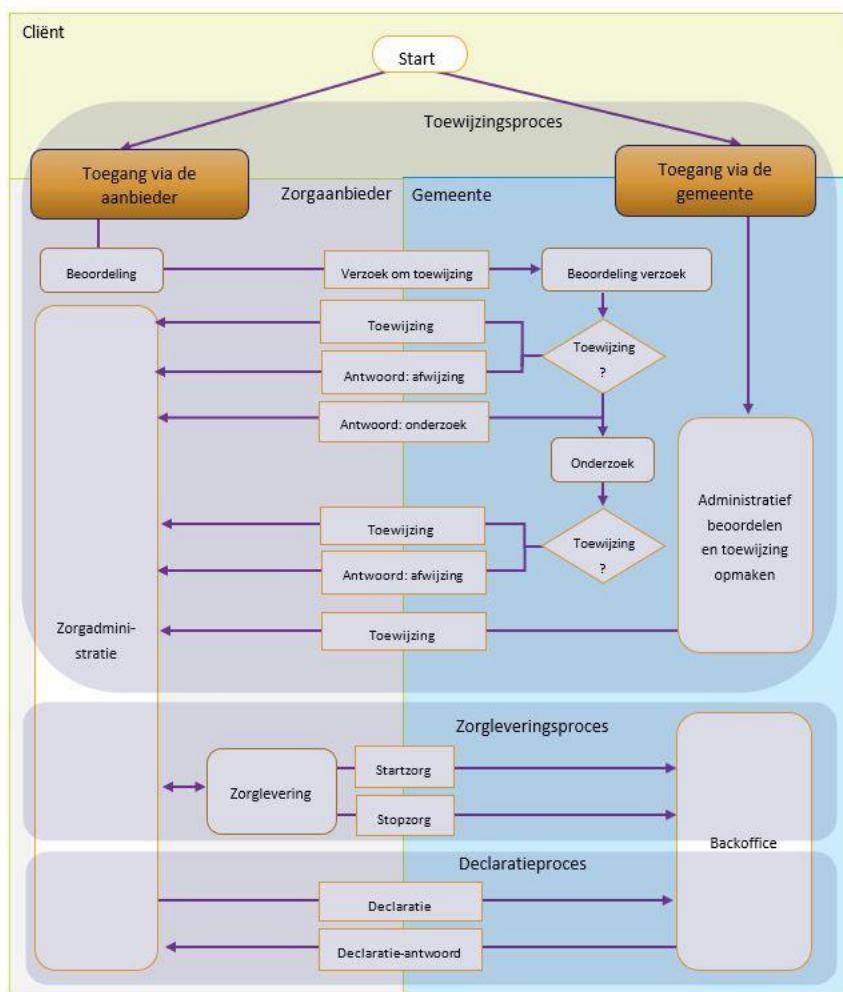 Cliënt
Start
Toewijzingsproces
Toegang via de
aanbieder
Toegang via de
gemeente
Zorgaanbieder
Gemeente
Beoordeling
Verzoek om toewijzing
Beoordeling verzoek
Toewijzing
Antwoord: afwijzing
Toewijzing
?
Antwoord: onderzoek
Onderzoek
Toewijzing
Antwoord: afwijzing
Toewijzing
?
Administratief
beoordelen
en toewijzing
opmaken
Zorgadmini-
stratie
Toewijzing
Zorgleveringsproces
Zorglevering
Startzorg
Stopzorg
Backoffice
Declaratieproces
Declaratie
Declaratie-antwoord